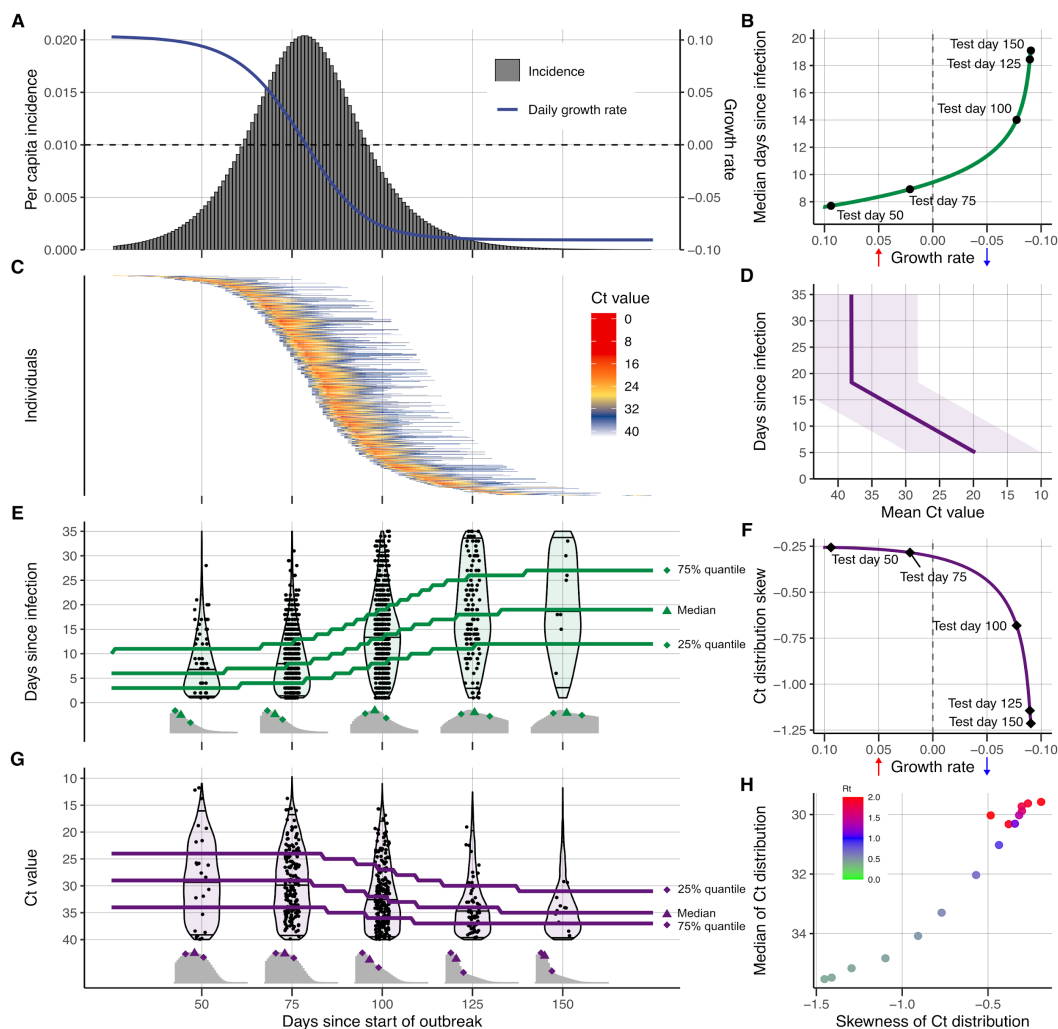 A
Per capita incidence
0.020
0.015
0.010
0.005
0.000
Incidence
Daily growth rate
0.10
0.05
0.00
−0.05
−0.10
Growth rate
B
Median days since infection
20
18
16
14
12
10
8
Test day 150
Test day 125
Test day 100
Test day 75
Test day 50
0.10 0.05 0.00 −0.05 −0.10
Growth rate
C
Individuals
Ct value
0
8
16
24
32
40
D
Days since infection
35
30
25
20
15
10
5
0
40 35 30 25 20 15 10
Mean Ct value
E
Days since infection
35
30
25
20
15
10
5
0
75% quantile
Median
25% quantile
F
Ct distribution skew
−0.25
−0.50
−0.75
−1.00
−1.25
Test day 50
Test day 75
Test day 100
Test day 125
Test day 150
0.10 0.05 0.00 −0.05 −0.10
Growth rate
G
Ct value
10
15
20
25
30
35
40
25% quantile
Median
75% quantile
50 75 100 125 150
Days since start of outbreak
H
Median of Ct distribution
30
32
34
Rt
2.0
1.5
1.0
0.5
0.0
−1.5 −1.0 −0.5
Skewness of Ct distribution